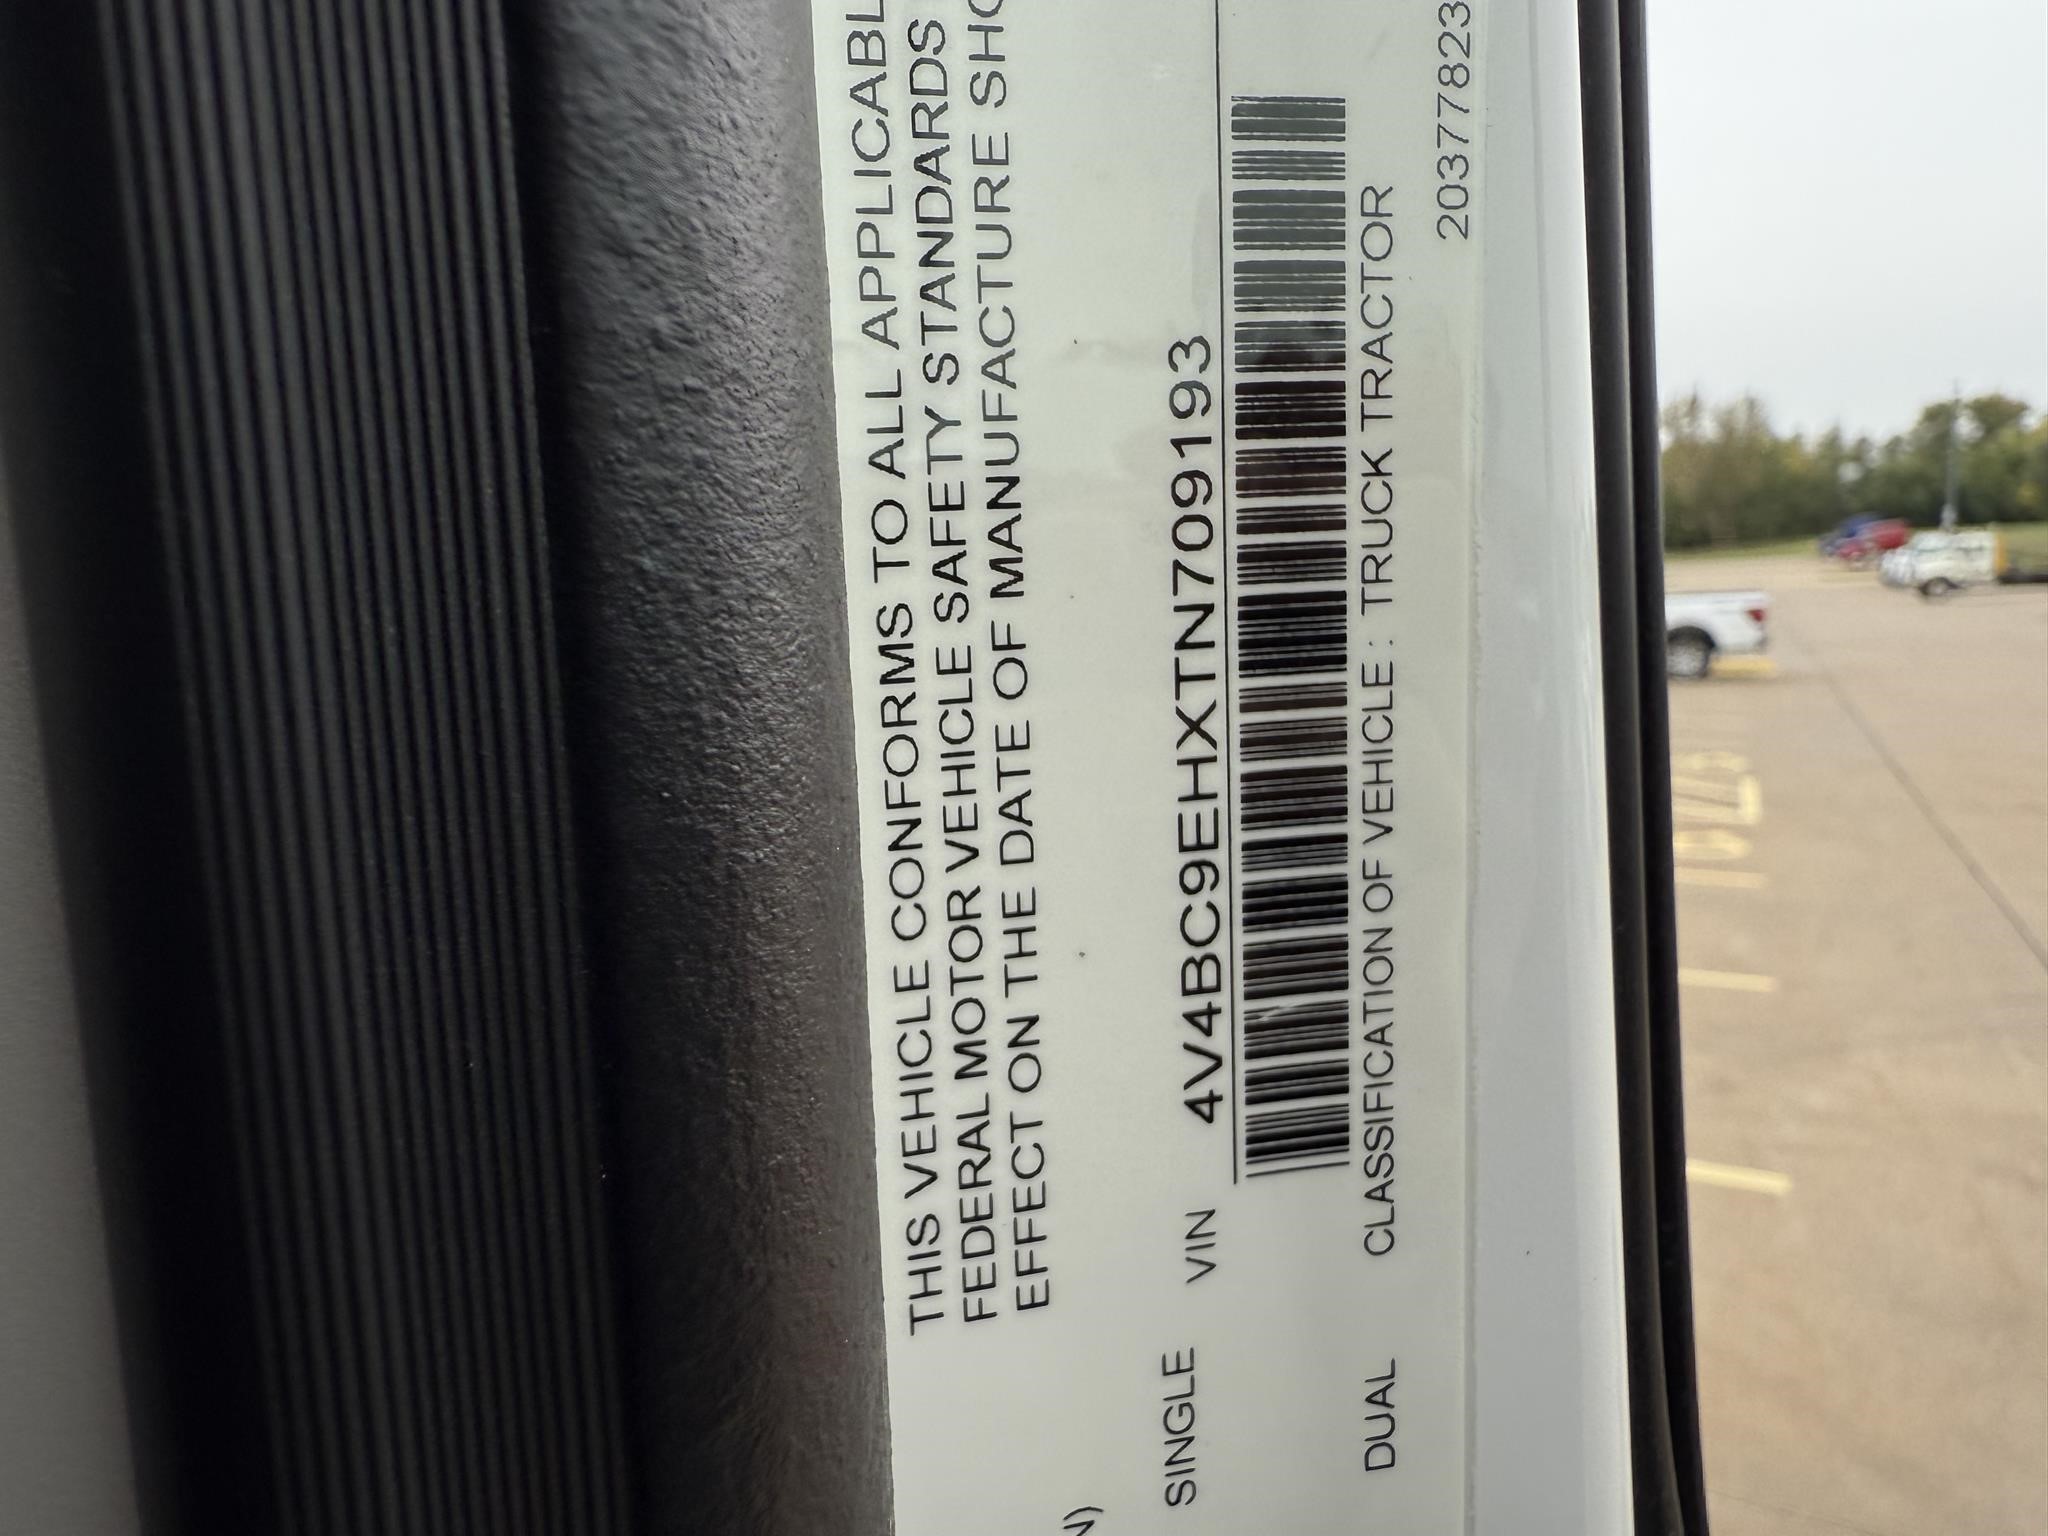 THIS VEHICLE CONFORMS TO ALL APPLICABL
FEDERAL MOTOR VEHICLE SAFETY STANDARDS
EFFECT ON THE DATE OF MANUFACTURE SHO
N)
SINGLE VIN 4V4BC9EHXTN709193
DUAL CLASSIFICATION OF VEHICLE : TRUCK TRACTOR
20377823